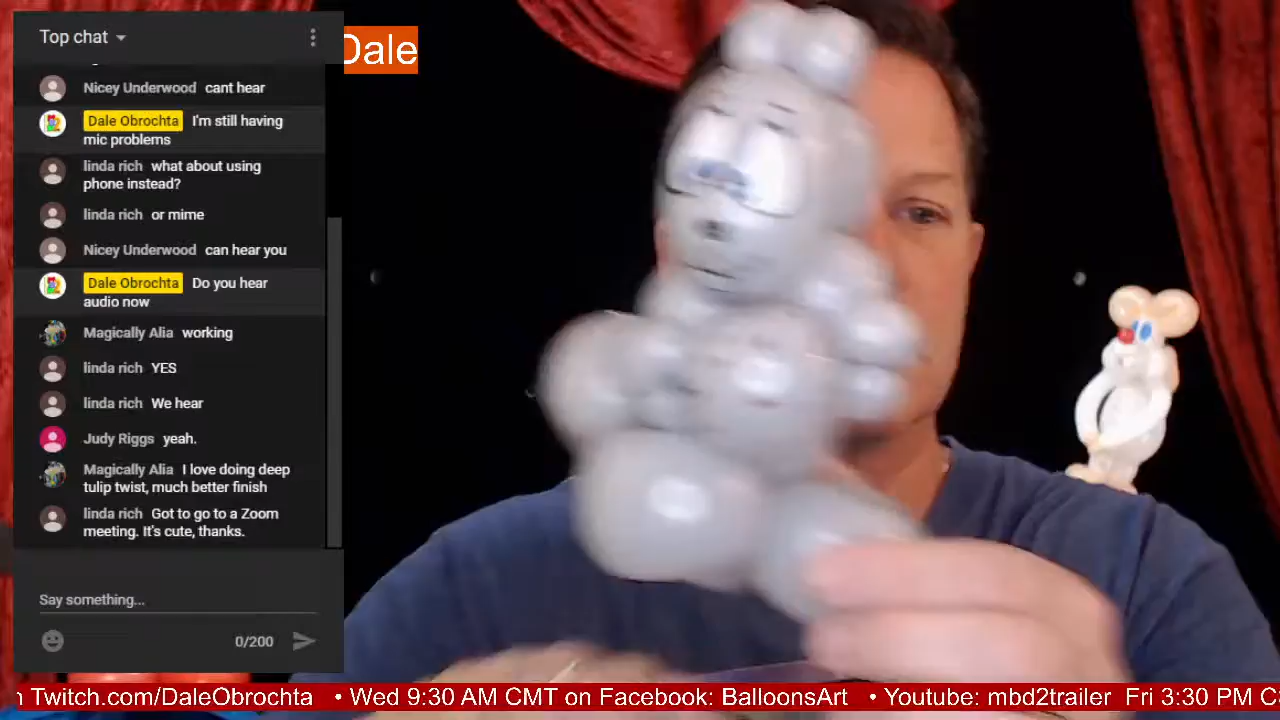 Top chat
Dale
Nicey Underwood cant hear
Dale Obrochta I'm still having
mic problems
linda rich what about using
phone instead?
linda rich or mime
Nicey Underwood can hear you
Dale Obrochta Do you hear
audio now
Magically Alia working
linda rich YES
linda rich We hear
Judy Riggs yeah.
Magically Alia I love doing deep
tulip twist, much better finish
linda rich Got to go to a Zoom
meeting. It's cute, thanks.
Say something...
0/200
Twitch.com/DaleObrochta • Wed 9:30 AM CMT on Facebook: BalloonsArt • Youtube: mbd2trailer Fri 3:30 PM